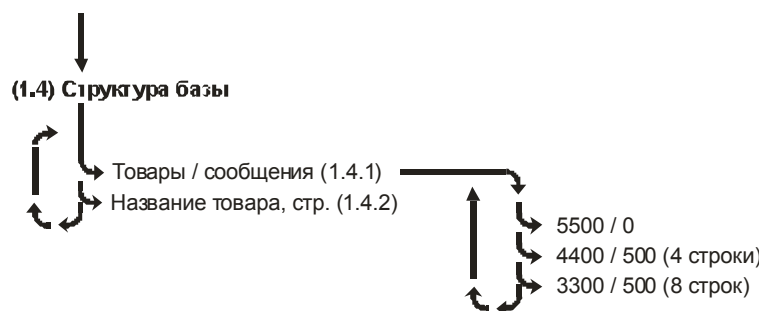 (1.4) Структура базы
Товары / сообщения (1.4.1)
Название товара, стр. (1.4.2)
5500 / 0
4400 / 500 (4 строки)
3300 / 500 (8 строк)